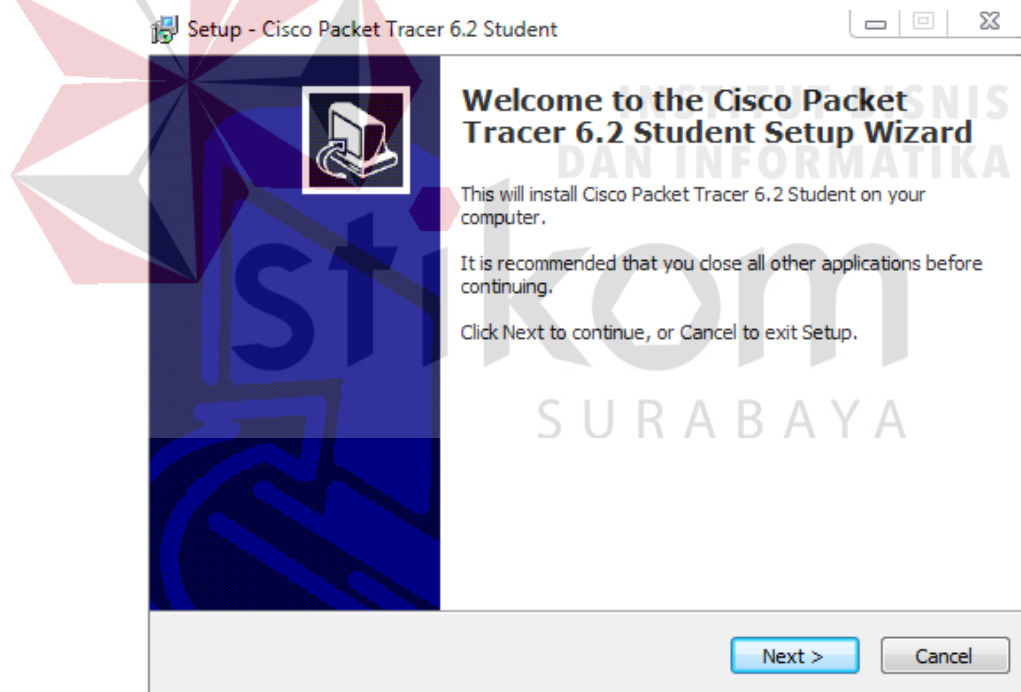 Setup - Cisco Packet Tracer 6.2 Student
Welcome to the Cisco Packet
Tracer 6.2 Student Setup Wizard
INSTITUT BISNIS
DAN INFORMATIKA
This will install Cisco Packet Tracer 6.2 Student on your
computer.
It is recommended that you close all other applications before
continuing.
Click Next to continue, or Cancel to exit Setup.
stikom
SURABAYA
Next >
Cancel